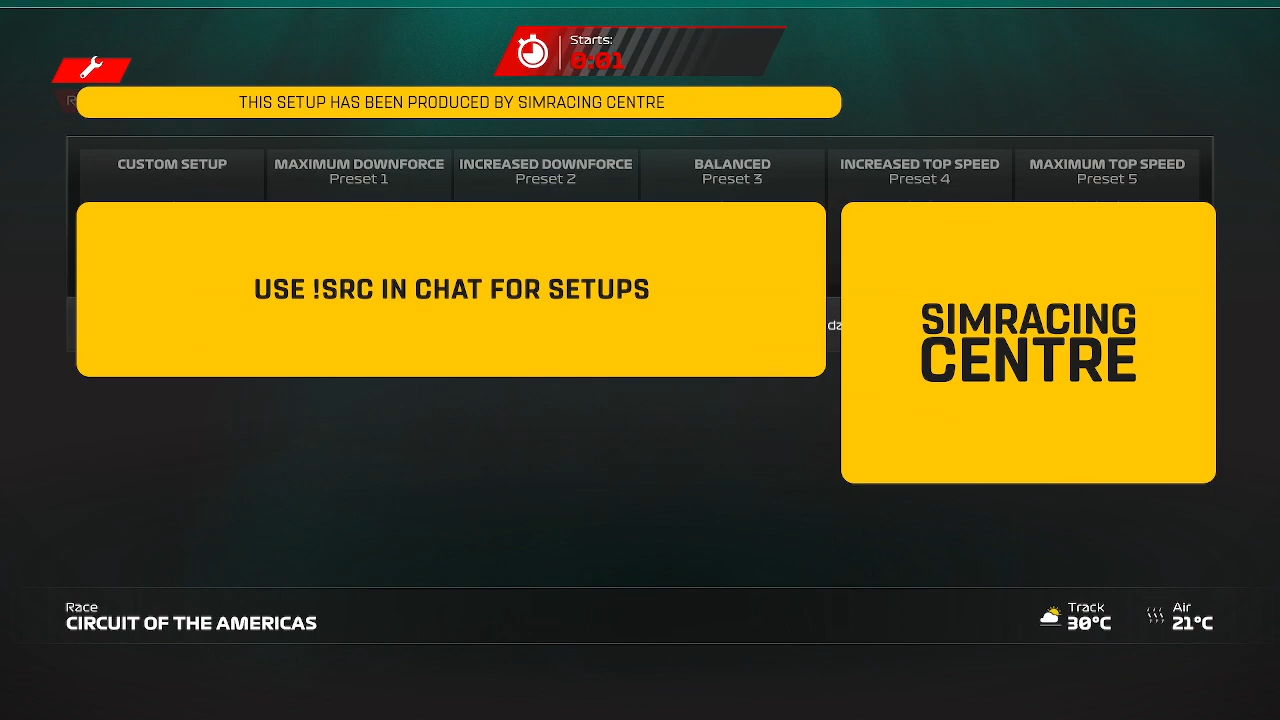 Starts:
0:01
R
THIS SETUP HAS BEEN PRODUCED BY SIMRACING CENTRE
CUSTOM SETUP
MAXIMUM DOWNFORCE
Preset 1
INCREASED DOWNFORCE
Preset 2
BALANCED
Preset 3
INCREASED TOP SPEED
Preset 4
MAXIMUM TOP SPEED
Preset 5
USE !SRC IN CHAT FOR SETUPS
da
SIMRACING
CENTRE
Race
CIRCUIT OF THE AMERICAS
Track
30°C
Air
21°C